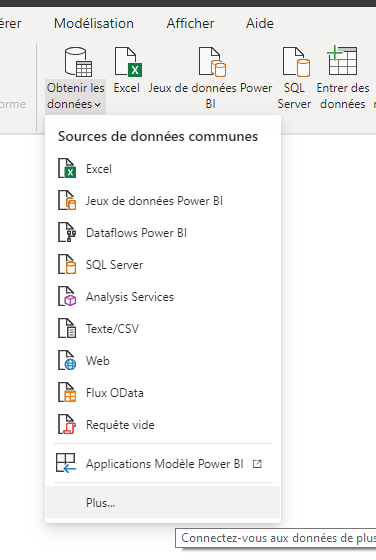 érer Modélisation Afficher Aide
orme
Obtenir les données
Excel
Jeux de données Power BI
SQL Server
Entrer des données
Sources de données communes
Excel
Jeux de données Power BI
Dataflows Power BI
SQL Server
Analysis Services
Texte/CSV
Web
Flux OData
Requête vide
Applications Modèle Power BI
Plus...
Connectez-vous aux données de plus